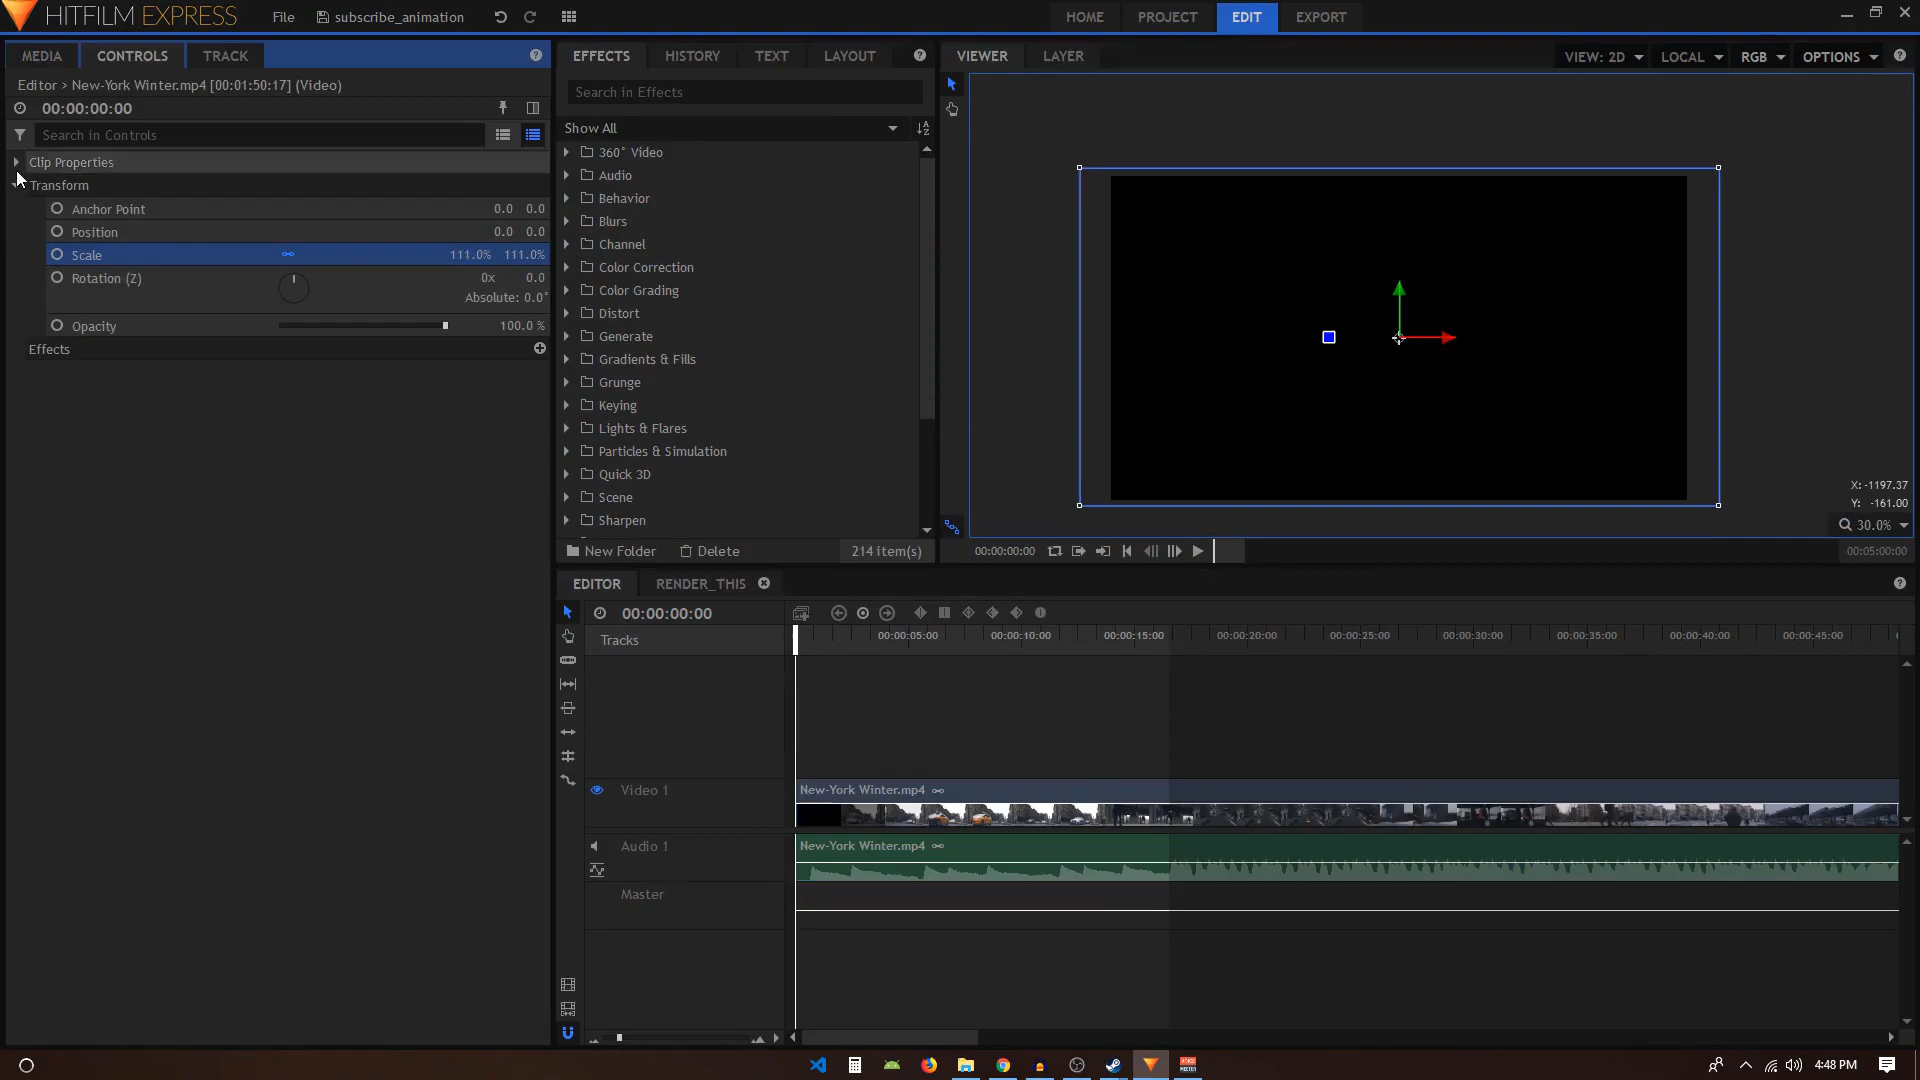 HITFILM EXPRESS
File
subscribe_animation
HOME
PROJECT
EDIT
EXPORT
MEDIA
CONTROLS
TRACK
Editor > New-York Winter.mp4 [00:01:50:17] (Video)
00:00:00:00
Search in Controls
Clip Properties
Transform
Anchor Point 0.0 0.0
Position 0.0 0.0
Scale 111.0% 111.0%
Rotation (Z) 0x 0.0
Absolute: 0.0°
Opacity 100.0 %
Effects
EFFECTS
HISTORY
TEXT
LAYOUT
Search in Effects
Show All
360° Video
Audio
Behavior
Blurs
Channel
Color Correction
Color Grading
Distort
Generate
Gradients & Fills
Grunge
Keying
Lights & Flares
Particles & Simulation
Quick 3D
Scene
Sharpen
New Folder
Delete
214 item(s)
VIEWER
LAYER
VIEW: 2D
LOCAL
RGB
OPTIONS
X: -1197.37
Y: -161.00
30.0%
00:00:00:00
00:05:00:00
EDITOR
RENDER_THIS
00:00:00:00
Tracks
00:00:05:00
00:00:10:00
00:00:15:00
00:00:20:00
00:00:25:00
00:00:30:00
00:00:35:00
00:00:40:00
00:00:45:00
Video 1
New-York Winter.mp4
Audio 1
New-York Winter.mp4
Master
4:48 PM